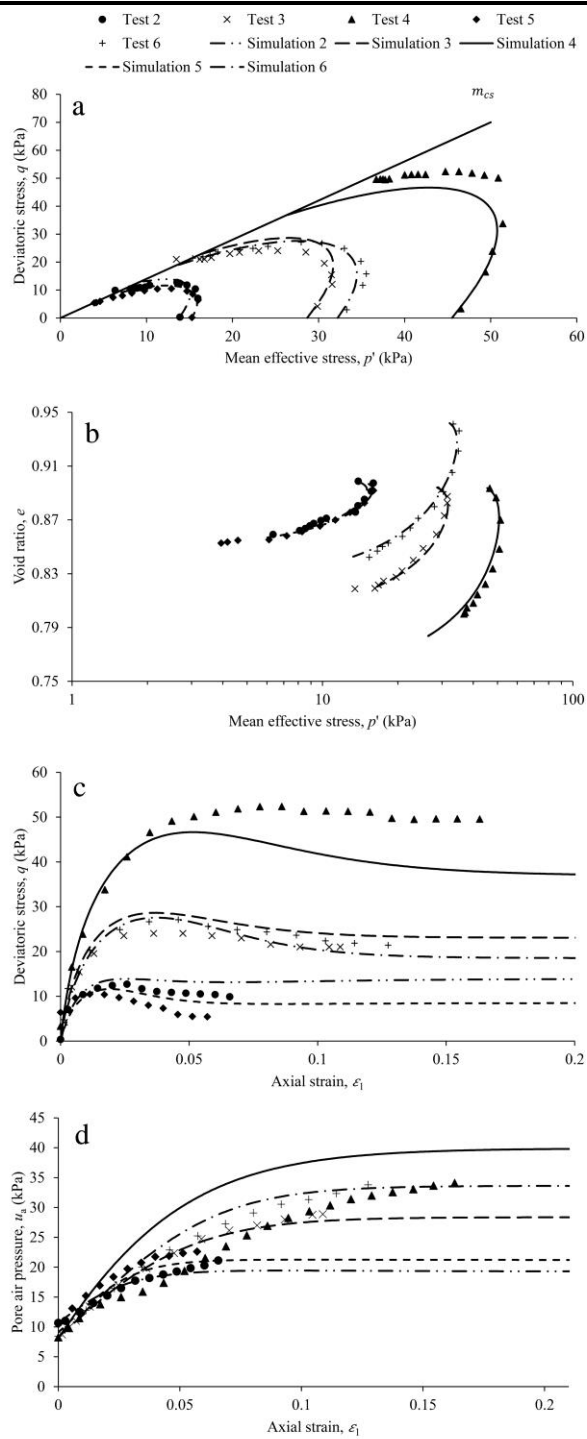 Test 2 Test 3 Test 4 Test 5
Test 6 Simulation 2 Simulation 3 Simulation 4
Simulation 5 Simulation 6
80
70
60
50
40
30
20
10
0
Deviatoric stress, q (kPa)
a
m_cs
0 10 20 30 40 50 60
Mean effective stress, p' (kPa)
0.95
0.91
0.87
0.83
0.79
0.75
Void ratio, e
b
1 10 100
Mean effective stress, p' (kPa)
60
50
40
30
20
10
0
Deviatoric stress, q (kPa)
c
0 0.05 0.1 0.15 0.2
Axial strain, ε₁
45
40
35
30
25
20
15
10
5
0
Pore air pressure, uₐ (kPa)
d
0 0.05 0.1 0.15 0.2
Axial strain, ε₁